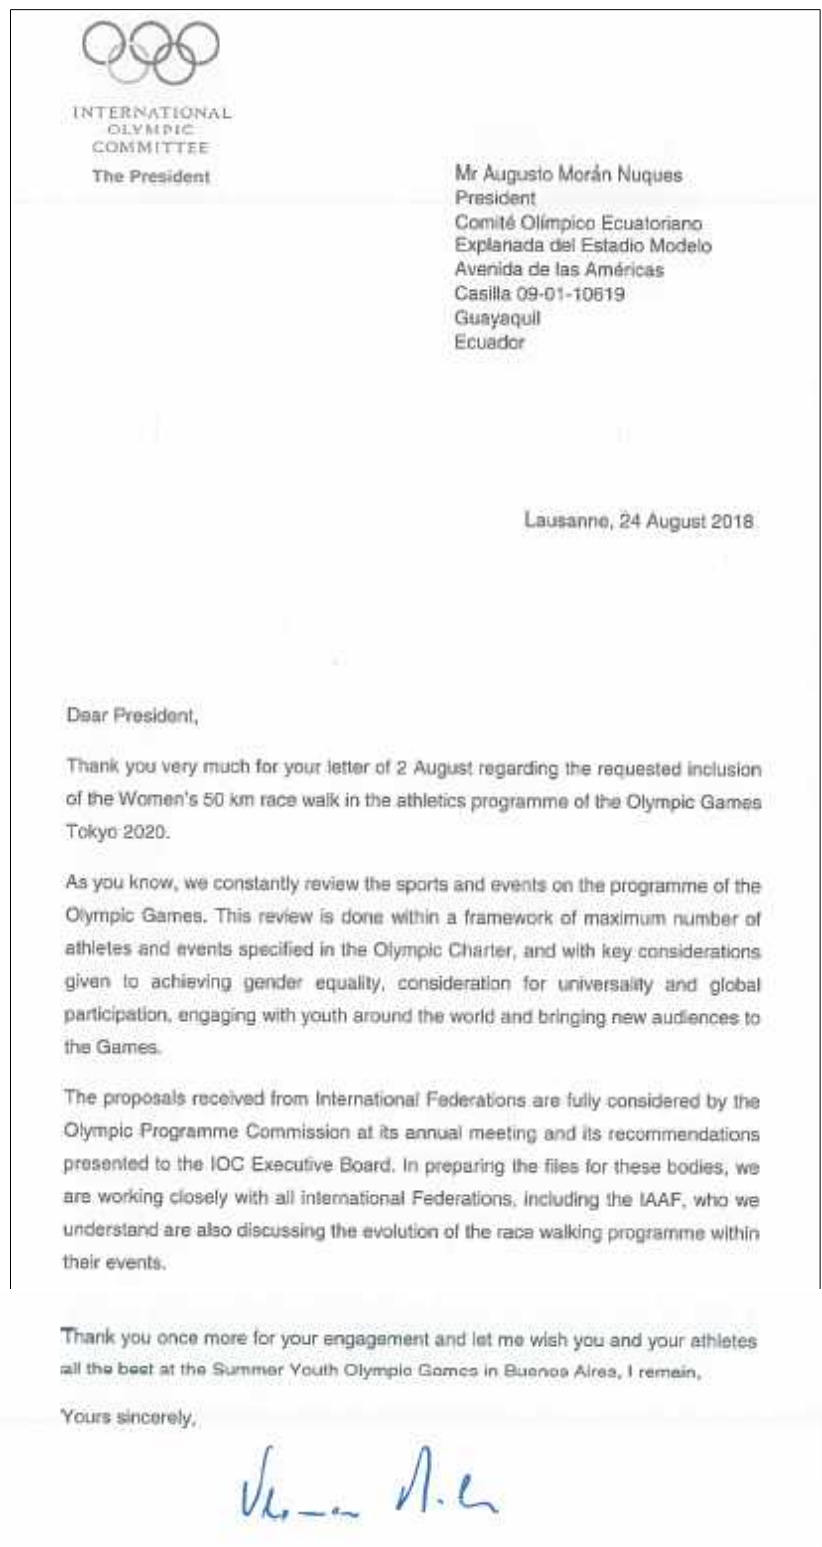 INTERNATIONAL
OLYMPIC
COMMITTEE
The President
Mr Augusto Morán Nuques
President
Comité Olímpico Ecuatoriano
Explanada del Estadio Modelo
Avenida de las Américas
Casilla 09-01-10619
Guayaquil
Ecuador
Lausanne, 24 August 2018
Dear President,
Thank you very much for your letter of 2 August regarding the requested inclusion
of the Women's 50 km race walk in the athletics programme of the Olympic Games
Tokyo 2020.
As you know, we constantly review the sports and events on the programme of the
Olympic Games. This review is done within a framework of maximum number of
athletes and events specified in the Olympic Charter, and with key considerations
given to achieving gender equality, consideration for universality and global
participation, engaging with youth around the world and bringing new audiences to
the Games.
The proposals received from International Federations are fully considered by the
Olympic Programme Commission at its annual meeting and its recommendations
presented to the IOC Executive Board. In preparing the files for these bodies, we
are working closely with all international Federations, including the IAAF, who we
understand are also discussing the evolution of the race walking programme within
their events.
Thank you once more for your engagement and let me wish you and your athletes
all the best at the Summer Youth Olympic Games in Buenos Aires, I remain,
Yours sincerely,